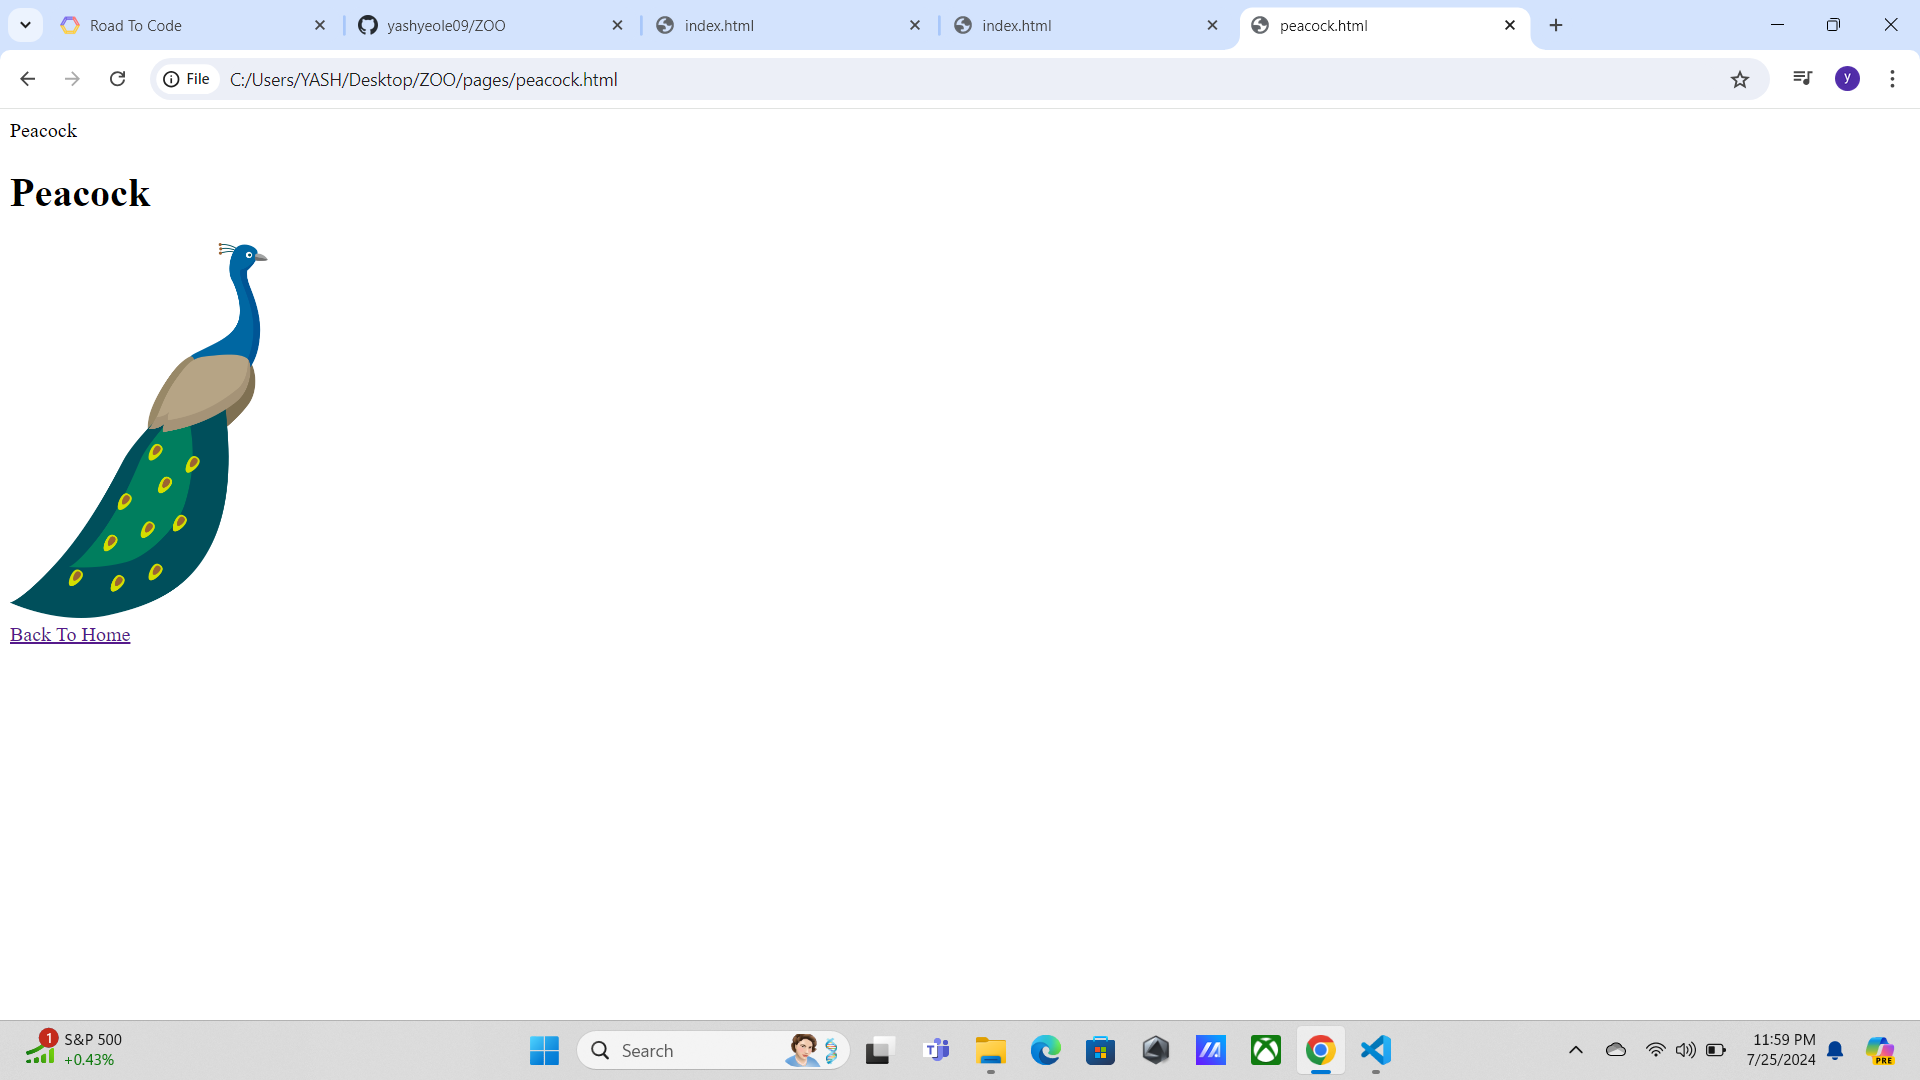 Road To Code
yashyeole09/ZOO
index.html
index.html
peacock.html
File
C:/Users/YASH/Desktop/ZOO/pages/peacock.html
y
Peacock
Peacock
Back To Home
1
S&P 500
+0.43%
Search
T
PRE
11:59 PM
7/25/2024